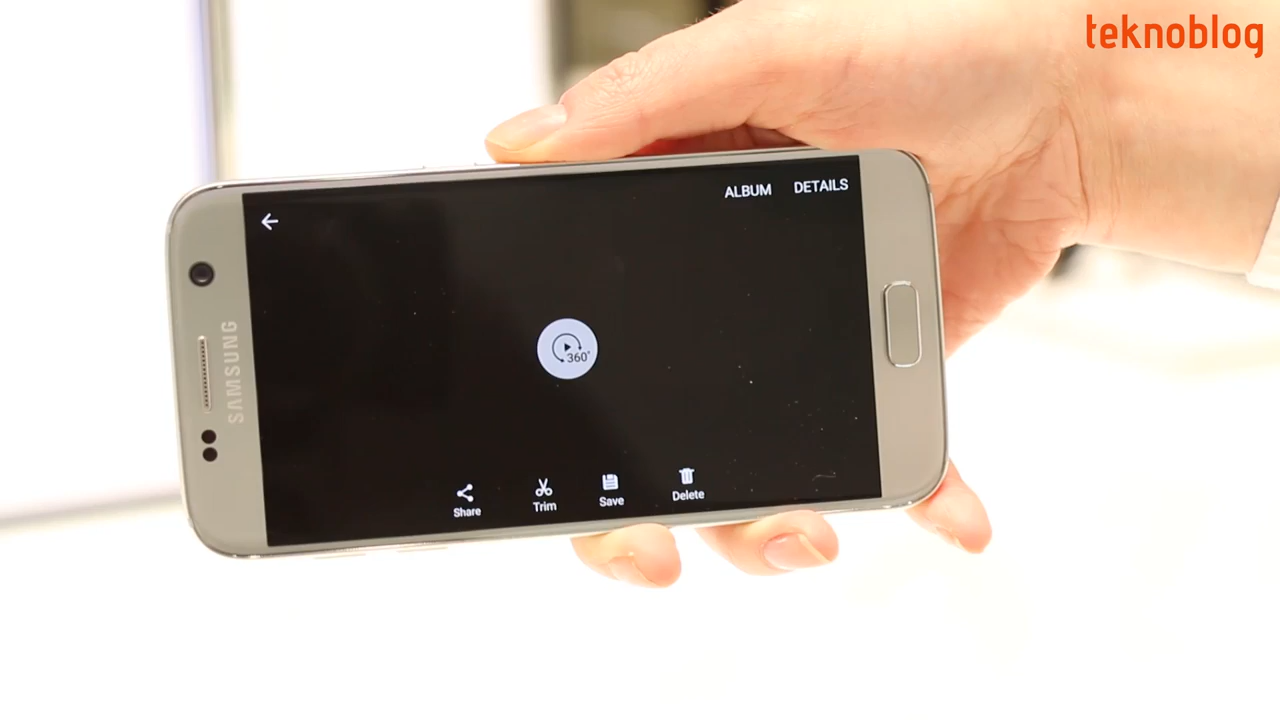 teknoblog
ALBUM DETAILS
SAMSUNG
360°
Share Trim Save Delete